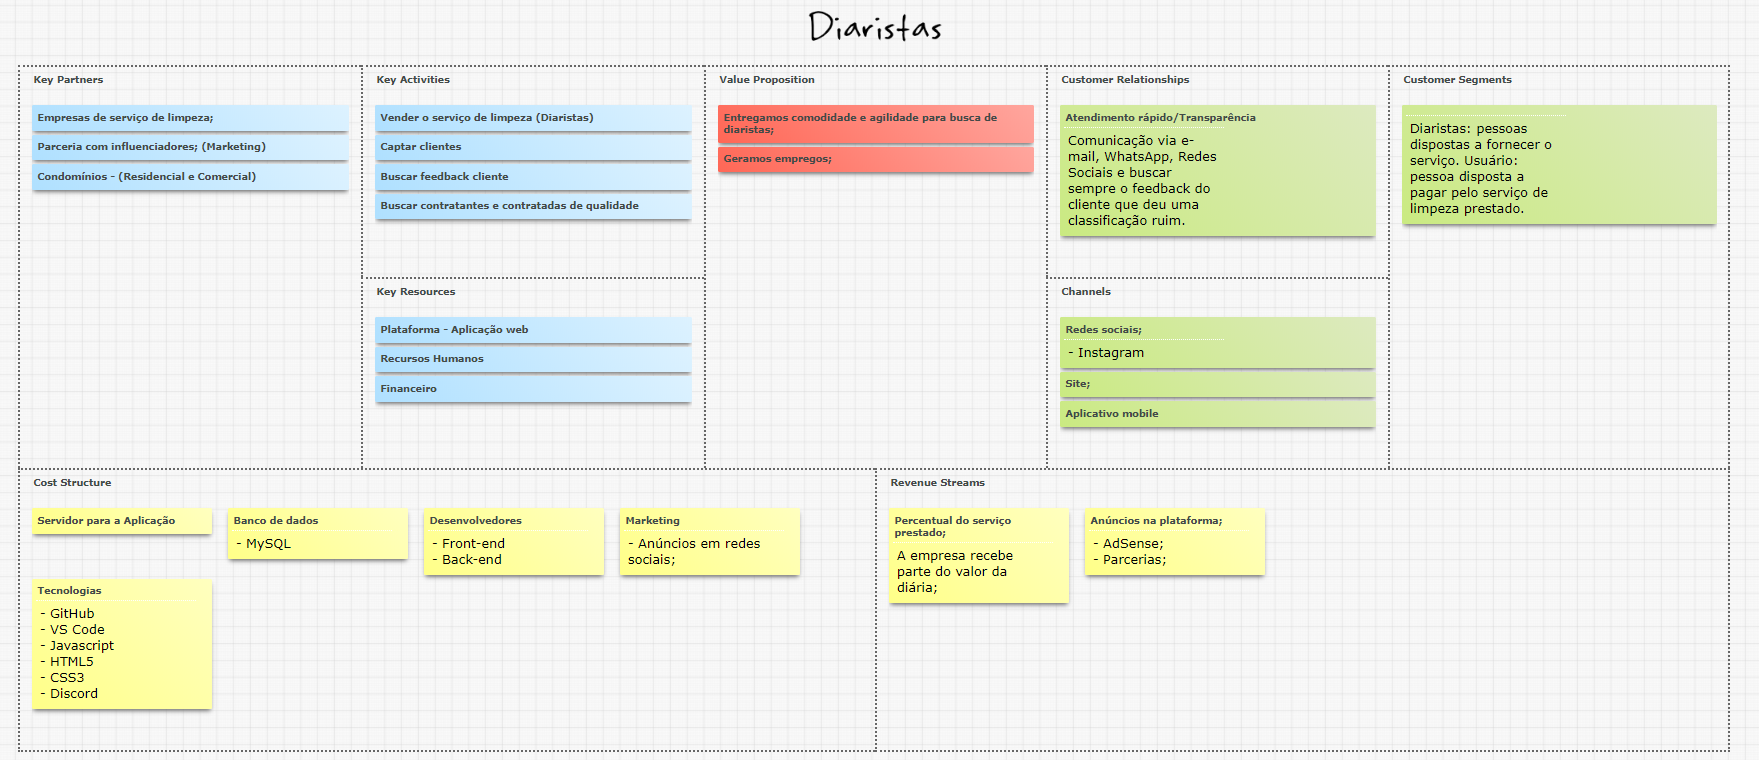 Diaristas
Key Partners
Empresas de serviço de limpeza;
Parceria com influenciadores; (Marketing)
Condomínios - (Residencial e Comercial)
Key Activities
Vender o serviço de limpeza (Diaristas)
Captar clientes
Buscar feedback cliente
Buscar contratantes e contratadas de qualidade
Key Resources
Plataforma - Aplicação web
Recursos Humanos
Financeiro
Value Proposition
Entregamos comodidade e agilidade para busca de
diaristas;
Geramos empregos;
Customer Relationships
Atendimento rápido/Transparência
Comunicação via e-
mail, WhatsApp, Redes
Sociais e buscar
sempre o feedback do
cliente que deu uma
classificação ruim.
Channels
Redes sociais;
- Instagram
Site;
Aplicativo mobile
Customer Segments
Diaristas: pessoas
dispostas a fornecer o
serviço. Usuário:
pessoa disposta a
pagar pelo serviço de
limpeza prestado.
Cost Structure
Servidor para a Aplicação
Banco de dados
- MySQL
Desenvolvedores
- Front-end
- Back-end
Marketing
- Anúncios em redes
sociais;
Tecnologias
- GitHub
- VS Code
- Javascript
- HTML5
- CSS3
- Discord
Revenue Streams
Percentual do serviço
prestado;
A empresa recebe
parte do valor da
diária;
Anúncios na plataforma;
- AdSense;
- Parcerias;